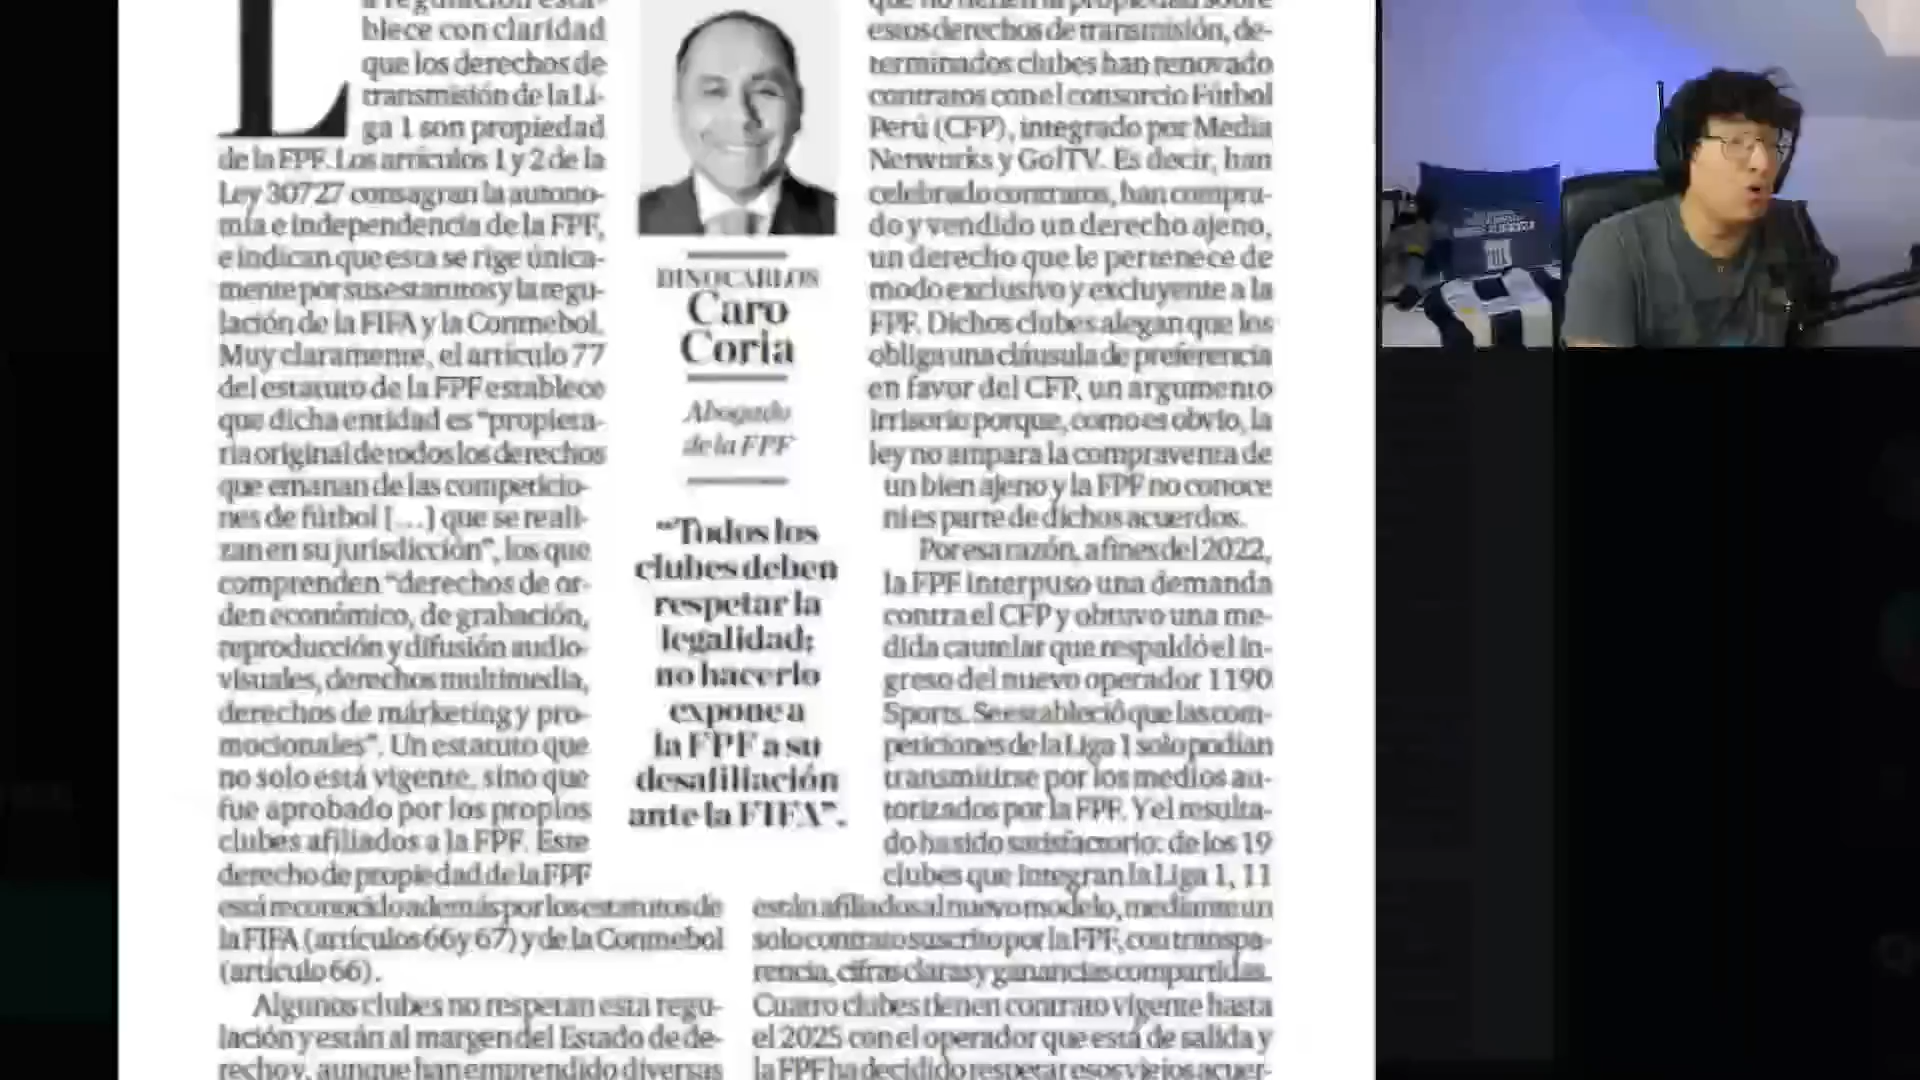 L
a regulación esta-
blece con claridad
que los derechos de
transmisión de la Li-
ga 1 son propiedad
de la FPF. Los artículos 1 y 2 de la
Ley 30727 consagran la autono-
mía e independencia de la FPF,
e indican que esta se rige única-
mente por sus estatutos y la regu-
lación de la FIFA y la Conmebol.
Muy claramente, el artículo 77
del estatuto de la FPF establece
que dicha entidad es “propieta-
ria original de todos los derechos
que emanan de las competicio-
nes de fútbol [...] que se reali-
zan en su jurisdicción”, los que
comprenden “derechos de or-
den económico, de grabación,
reproducción y difusión audio-
visuales, derechos multimedia,
derechos de márketing y pro-
mocionales”. Un estatuto que
no solo está vigente, sino que
fue aprobado por los propios
clubes afiliados a la FPF. Este
derecho de propiedad de la FPF
está reconocido además por los estatutos de
la FIFA (artículos 66 y 67) y de la Conmebol
(artículo 66).
Algunos clubes no respetan esta regu-
lación y están al margen del Estado de de-
recho y, aunque han emprendido diversas
DINO CARLOS
Caro
Coria
Abogado
de la FPF
“Todos los
clubes deben
respetar la
legalidad;
no hacerlo
expone a
la FPF a su
desafiliación
ante la FIFA”.
que no tienen la propiedad sobre
estos derechos de transmisión, de-
terminados clubes han renovado
contratos con el consorcio Fútbol
Perú (CFP), integrado por Media
Networks y GolTV. Es decir, han
celebrado contratos, han compra-
do y vendido un derecho ajeno,
un derecho que le pertenece de
modo exclusivo y excluyente a la
FPF. Dichos clubes alegan que los
obliga una cláusula de preferencia
en favor del CFP, un argumento
irrisorio porque, como es obvio, la
ley no ampara la compraventa de
un bien ajeno y la FPF no conoce
ni es parte de dichos acuerdos.
Por esa razón, a fines del 2022,
la FPF interpuso una demanda
contra el CFP y obtuvo una me-
dida cautelar que respaldó el in-
greso del nuevo operador 1190
Sports. Se estableció que las com-
peticiones de la Liga 1 solo podían
transmitirse por los medios au-
torizados por la FPF. Y el resulta-
do ha sido satisfactorio: de los 19
clubes que integran la Liga 1, 11
están afiliados al nuevo modelo, mediante un
solo contrato suscrito por la FPF, con transpa-
rencia, cifras claras y ganancias compartidas.
Cuatro clubes tienen contrato vigente hasta
el 2025 con el operador que está de salida y
la FPF ha decidido respetar esos viejos acuer-